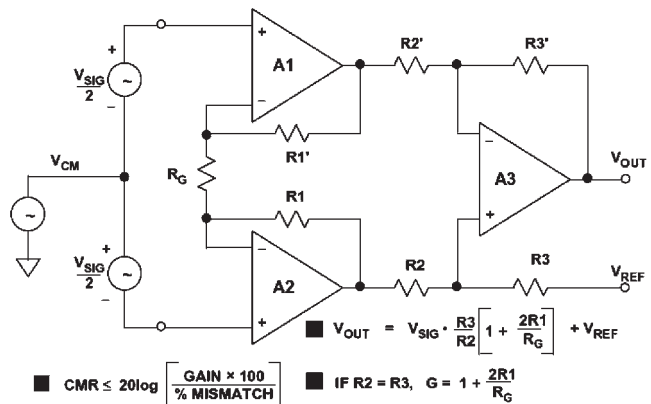 +
V_SIG
2
~
−
V_CM
~
+
V_SIG
2
~
−
+
A1
−
R_G
R1'
R1
−
A2
+
R2'
R3'
−
A3
+
V_OUT
R2
R3
V_REF
■ V_OUT = V_SIG · R3/R2 [1 + 2R1/R_G] + V_REF
■ CMR ≤ 20log [GAIN × 100 / % MISMATCH]
■ IF R2 = R3, G = 1 + 2R1/R_G